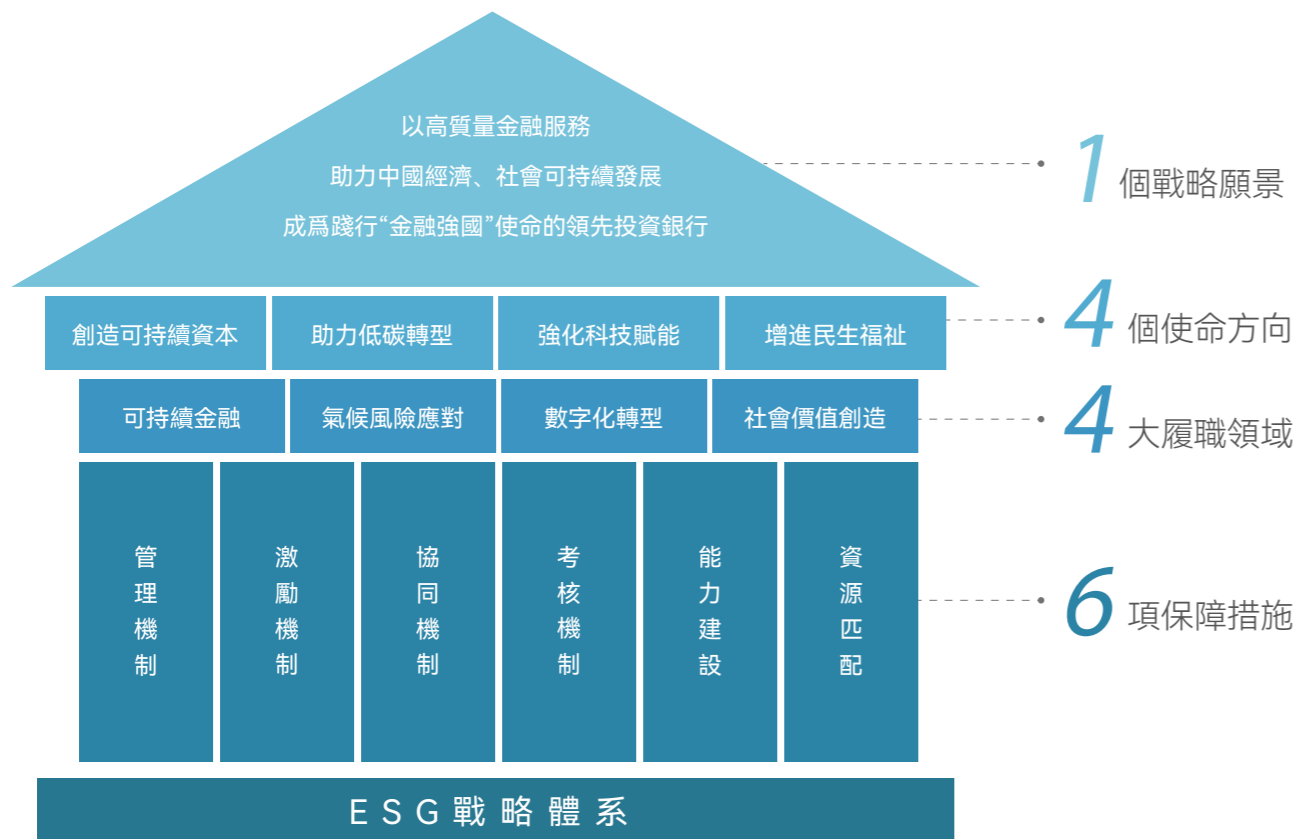 以高質量金融服務
助力中國經濟、社會可持續發展
成爲踐行“金融強國”使命的領先投資銀行
1個戰略願景
創造可持續資本
助力低碳轉型
強化科技賦能
增進民生福祉
4個使命方向
可持續金融
氣候風險應對
數字化轉型
社會價值創造
4大履職領域
管理機制
激勵機制
協同機制
考核機制
能力建設
資源匹配
6項保障措施
ESG戰略體系